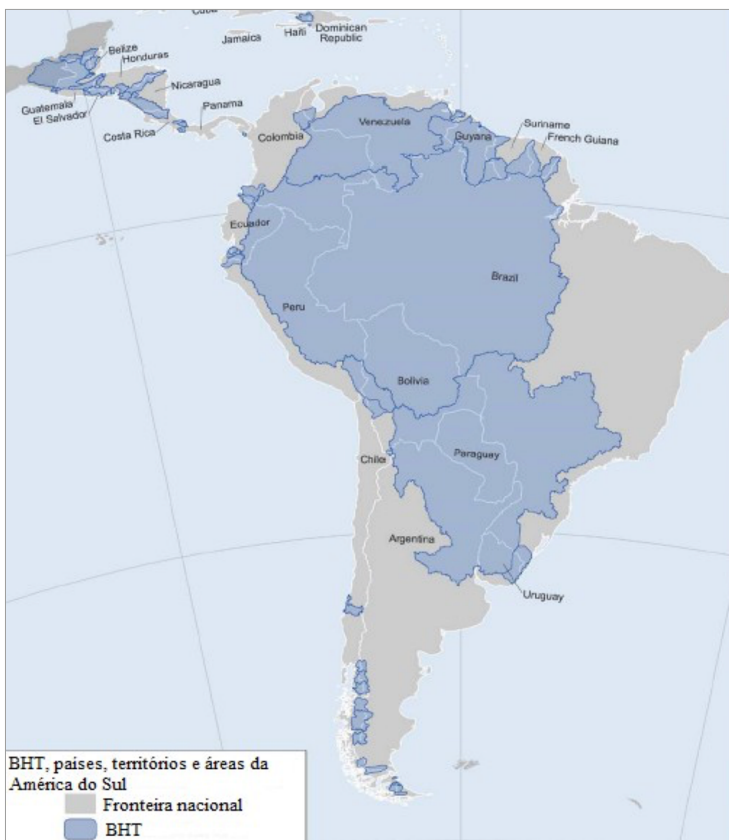 Cuba
Jamaica
Haiti
Dominican
Republic
Belize
Honduras
Nicaragua
Guatemala
El Salvador
Costa Rica
Panama
Venezuela
Guyana
Suriname
French Guiana
Colombia
Ecuador
Brazil
Peru
Bolivia
Paraguay
Chile
Argentina
Uruguay
BHT, países, territórios e áreas da
América do Sul
Fronteira nacional
BHT